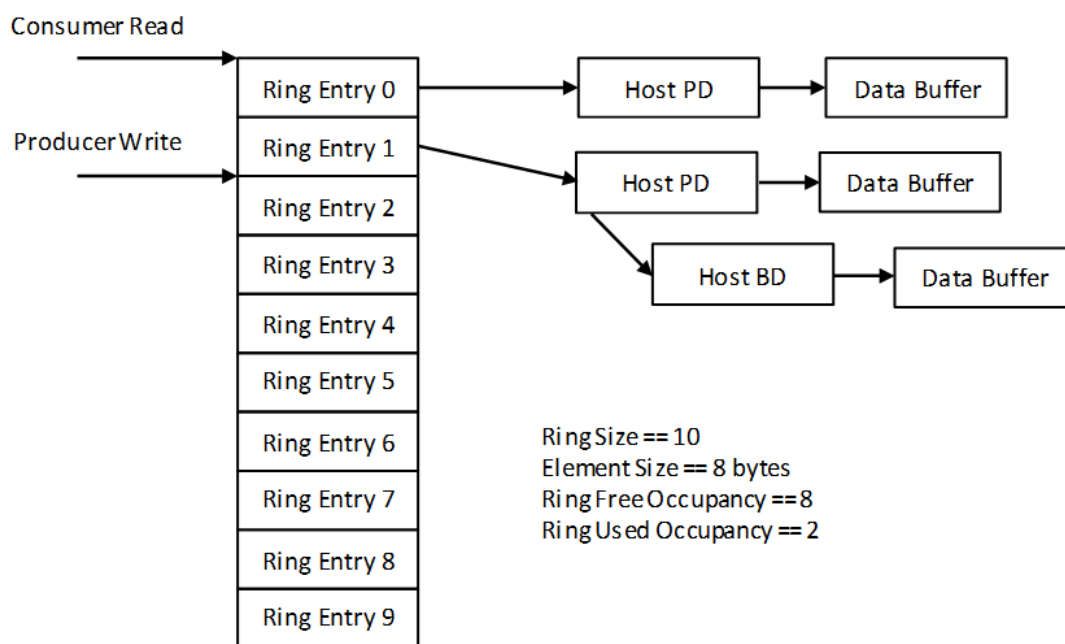 Consumer Read
Ring Entry 0
Host PD
Data Buffer
Producer Write
Ring Entry 1
Host PD
Data Buffer
Ring Entry 2
Ring Entry 3
Host BD
Data Buffer
Ring Entry 4
Ring Entry 5
Ring Entry 6
Ring Entry 7
Ring Entry 8
Ring Entry 9
Ring Size == 10
Element Size == 8 bytes
Ring Free Occupancy == 8
Ring Used Occupancy == 2